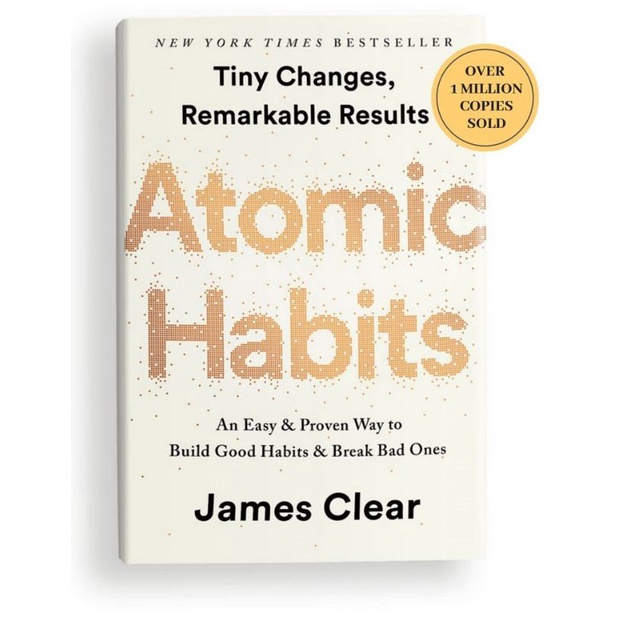 NEW YORK TIMES BESTSELLER
Tiny Changes,
Remarkable Results
OVER
1 MILLION
COPIES
SOLD
Atomic
Habits
An Easy & Proven Way to
Build Good Habits & Break Bad Ones
James Clear